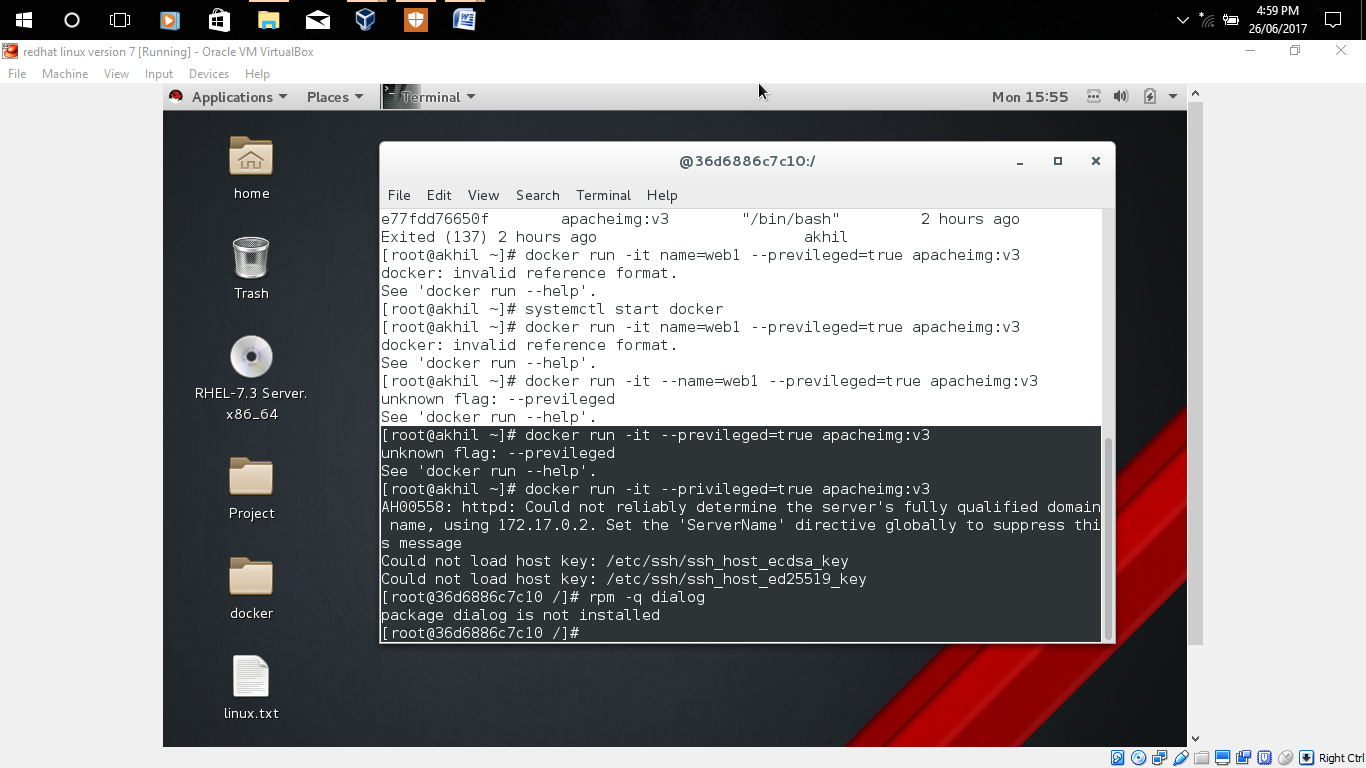 4:59 PM
26/06/2017
redhat linux version 7 [Running] - Oracle VM VirtualBox
File Machine View Input Devices Help
Applications Places Terminal Mon 15:55
home
Trash
RHEL-7.3 Server.
x86_64
Project
docker
linux.txt
@36d6886c7c10:/
File Edit View Search Terminal Help
e77fdd76650f apacheimg:v3 "/bin/bash" 2 hours ago
Exited (137) 2 hours ago akhil
[root@akhil ~]# docker run -it name=web1 --previleged=true apacheimg:v3
docker: invalid reference format.
See 'docker run --help'.
[root@akhil ~]# systemctl start docker
[root@akhil ~]# docker run -it name=web1 --previleged=true apacheimg:v3
docker: invalid reference format.
See 'docker run --help'.
[root@akhil ~]# docker run -it --name=web1 --previleged=true apacheimg:v3
unknown flag: --previleged
See 'docker run --help'.
[root@akhil ~]# docker run -it --previleged=true apacheimg:v3
unknown flag: --previleged
See 'docker run --help'.
[root@akhil ~]# docker run -it --privileged=true apacheimg:v3
AH00558: httpd: Could not reliably determine the server's fully qualified domain
name, using 172.17.0.2. Set the 'ServerName' directive globally to suppress thi
s message
Could not load host key: /etc/ssh/ssh_host_ecdsa_key
Could not load host key: /etc/ssh/ssh_host_ed25519_key
[root@36d6886c7c10 /]# rpm -q dialog
package dialog is not installed
[root@36d6886c7c10 /]#
Right Ctrl